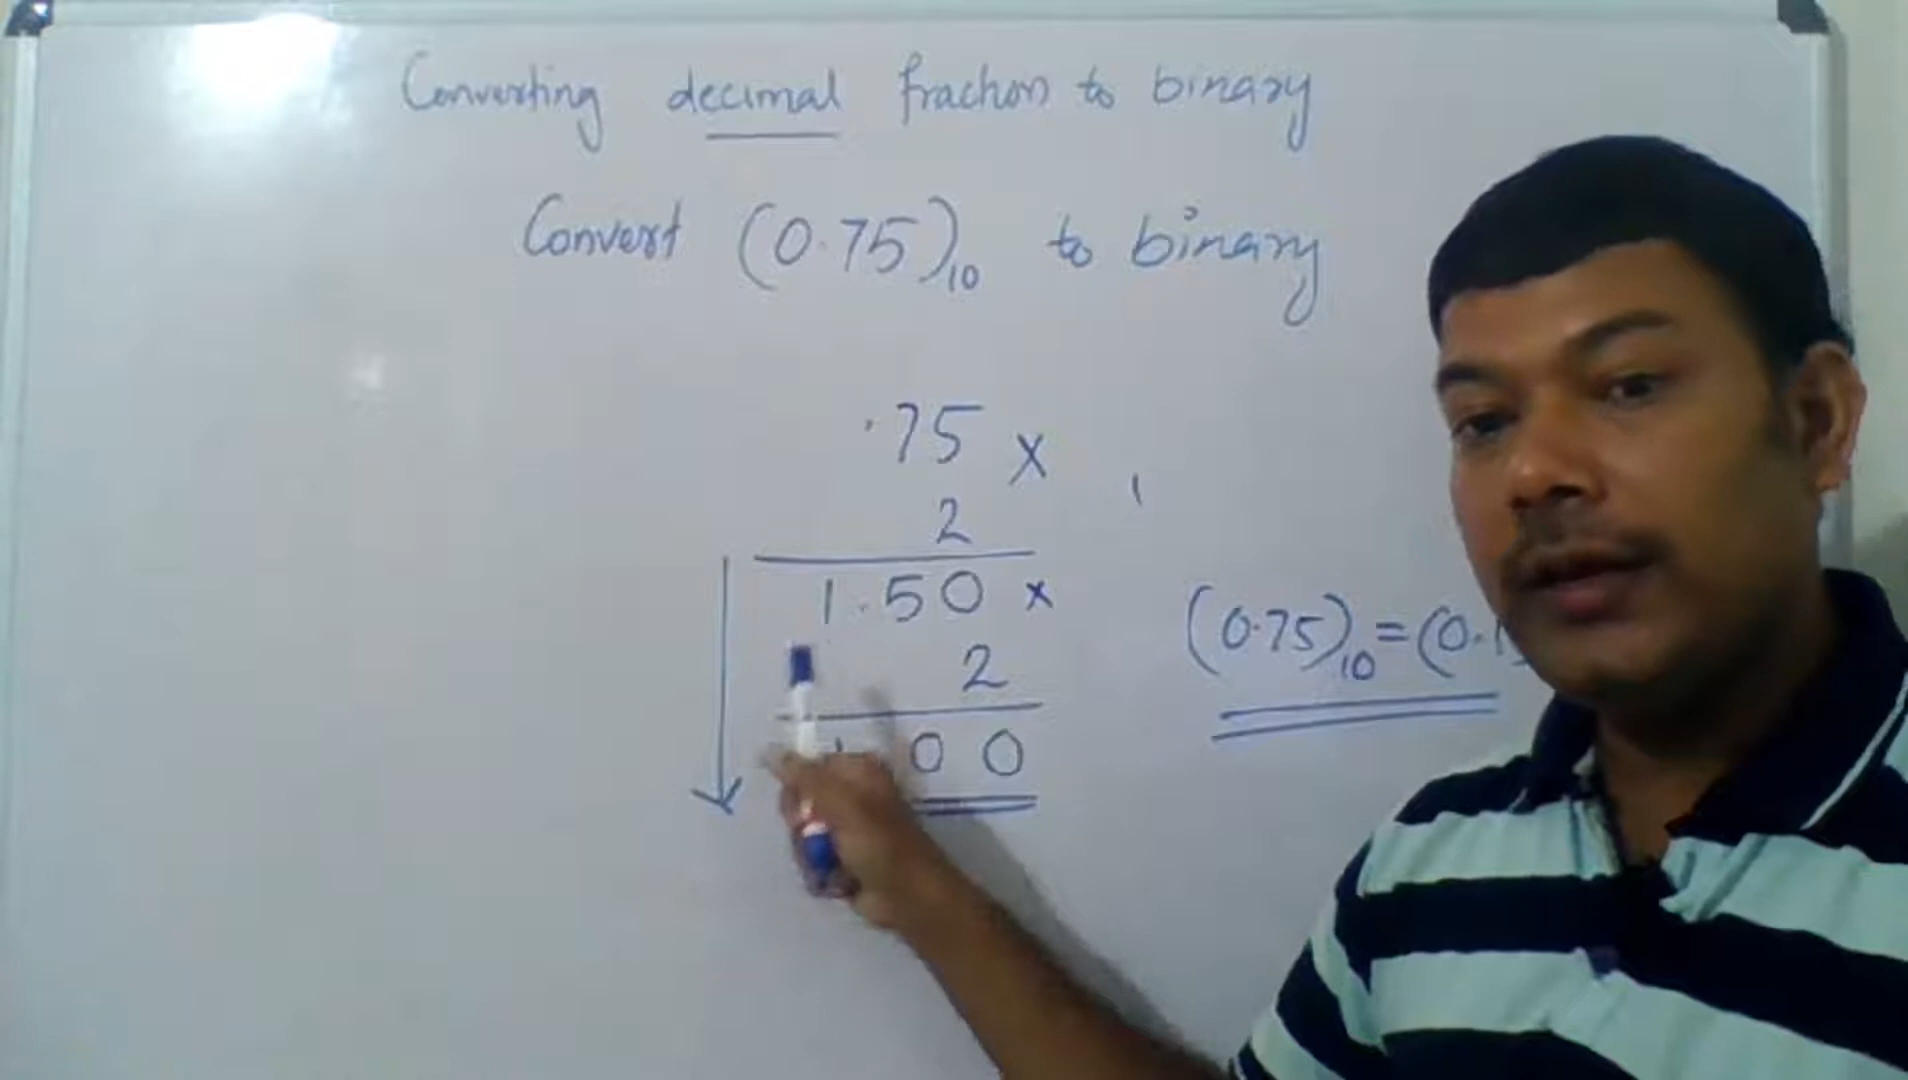 Converting decimal fraction to binary
Convert (0.75)10 to binary
.75 x
2
1.50 x
2
00
(0.75)10=(0.1